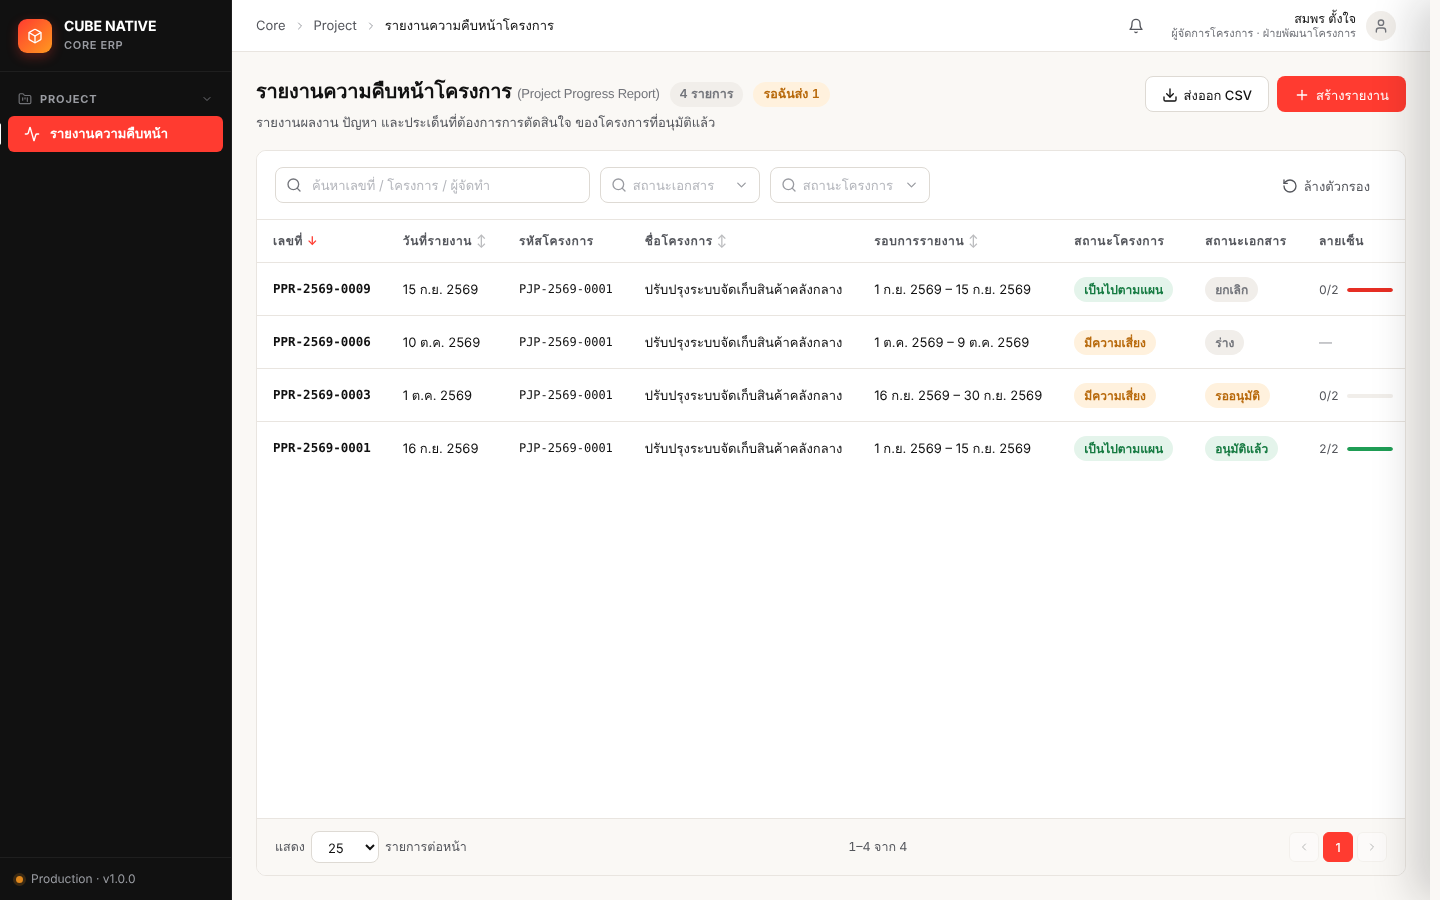 CUBE NATIVE
CORE ERP
PROJECT
รายงานความคืบหน้า
Production · v1.0.0
Core > Project > รายงานความคืบหน้าโครงการ
สมพร ตั้งใจ
ผู้จัดการโครงการ · ฝ่ายพัฒนาโครงการ
รายงานความคืบหน้าโครงการ (Project Progress Report) 4 รายการ รอฉันส่ง 1
รายงานผลงาน ปัญหา และประเด็นที่ต้องการการตัดสินใจ ของโครงการที่อนุมัติแล้ว
ส่งออก CSV
สร้างรายงาน
ค้นหาเลขที่ / โครงการ / ผู้จัดทำ
สถานะเอกสาร
สถานะโครงการ
ล้างตัวกรอง
เลขที่ วันที่รายงาน รหัสโครงการ ชื่อโครงการ รอบการรายงาน สถานะโครงการ สถานะเอกสาร ลายเซ็น
PPR-2569-0009 15 ก.ย. 2569 PJP-2569-0001 ปรับปรุงระบบจัดเก็บสินค้าคลังกลาง 1 ก.ย. 2569 – 15 ก.ย. 2569 เป็นไปตามแผน ยกเลิก 0/2
PPR-2569-0006 10 ต.ค. 2569 PJP-2569-0001 ปรับปรุงระบบจัดเก็บสินค้าคลังกลาง 1 ต.ค. 2569 – 9 ต.ค. 2569 มีความเสี่ยง ร่าง —
PPR-2569-0003 1 ต.ค. 2569 PJP-2569-0001 ปรับปรุงระบบจัดเก็บสินค้าคลังกลาง 16 ก.ย. 2569 – 30 ก.ย. 2569 มีความเสี่ยง รออนุมัติ 0/2
PPR-2569-0001 16 ก.ย. 2569 PJP-2569-0001 ปรับปรุงระบบจัดเก็บสินค้าคลังกลาง 1 ก.ย. 2569 – 15 ก.ย. 2569 เป็นไปตามแผน อนุมัติแล้ว 2/2
แสดง 25 รายการต่อหน้า
1–4 จาก 4
1